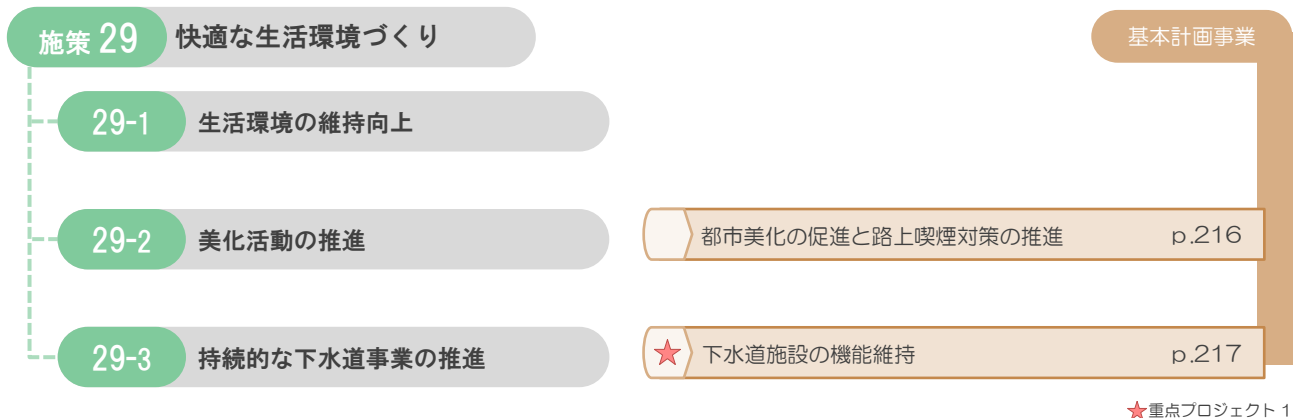 施策 29 快適な生活環境づくり
基本計画事業
29-1 生活環境の維持向上
29-2 美化活動の推進
都市美化の促進と路上喫煙対策の推進 p.216
29-3 持続的な下水道事業の推進
★ 下水道施設の機能維持 p.217
★重点プロジェクト 1